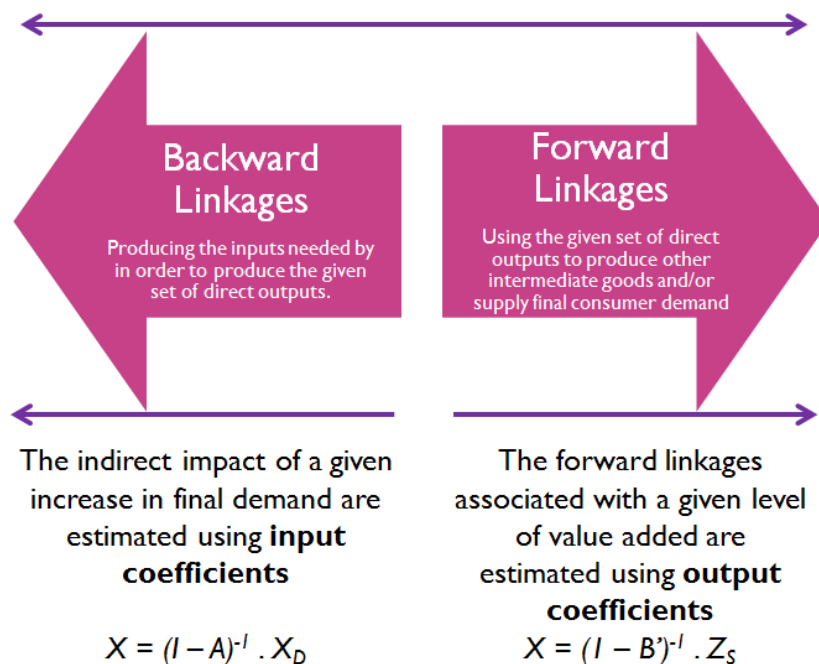 Backward
Linkages
Producing the inputs needed by
in order to produce the given
set of direct outputs.
Forward
Linkages
Using the given set of direct
outputs to produce other
intermediate goods and/or
supply final consumer demand
The indirect impact of a given
increase in final demand are
estimated using input
coefficients
X = (I – A)⁻¹ . X_D
The forward linkages
associated with a given level
of value added are
estimated using output
coefficients
X = (I – B’)⁻¹ . Z_S